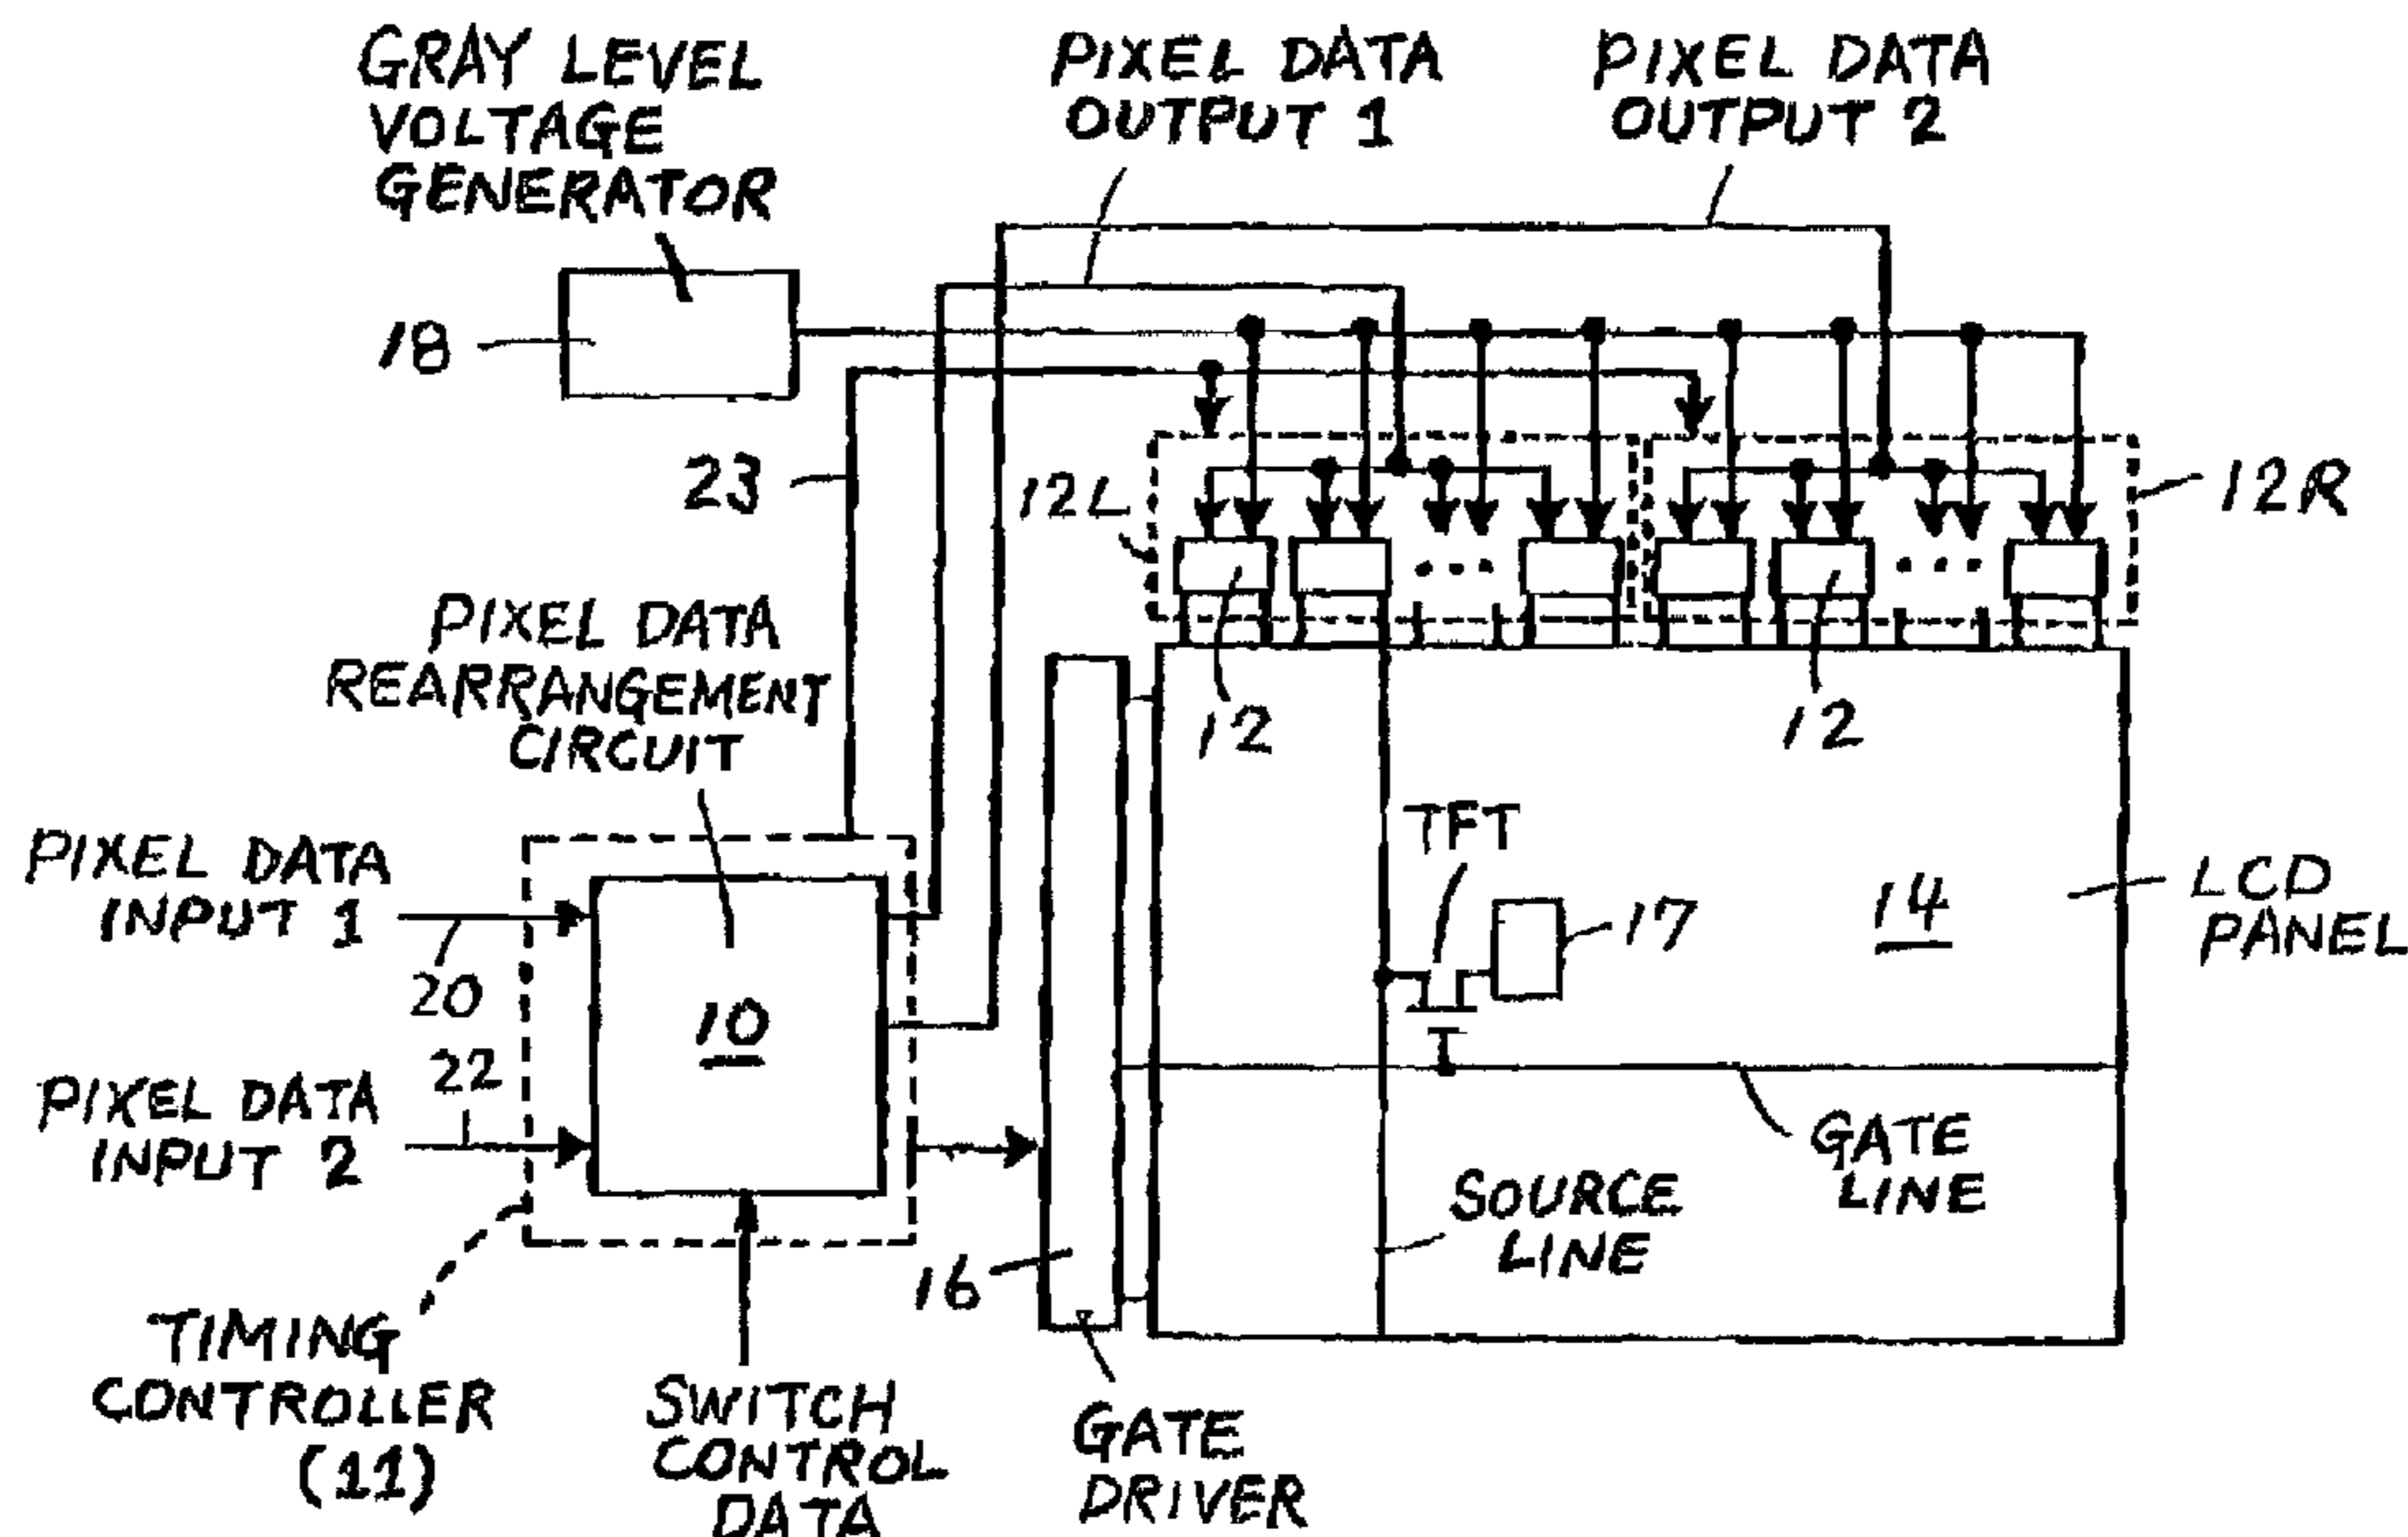 GRAY LEVEL
VOLTAGE
GENERATOR
PIXEL DATA
OUTPUT 1
PIXEL DATA
OUTPUT 2
18
23
12L
12R
PIXEL DATA
REARRANGEMENT
CIRCUIT
12
12
TFT
17
14
LCD
PANEL
PIXEL DATA
INPUT 1
20
10
22
PIXEL DATA
INPUT 2
GATE
LINE
SOURCE
LINE
16
TIMING
CONTROLLER
(11)
SWITCH
CONTROL
DATA
GATE
DRIVER